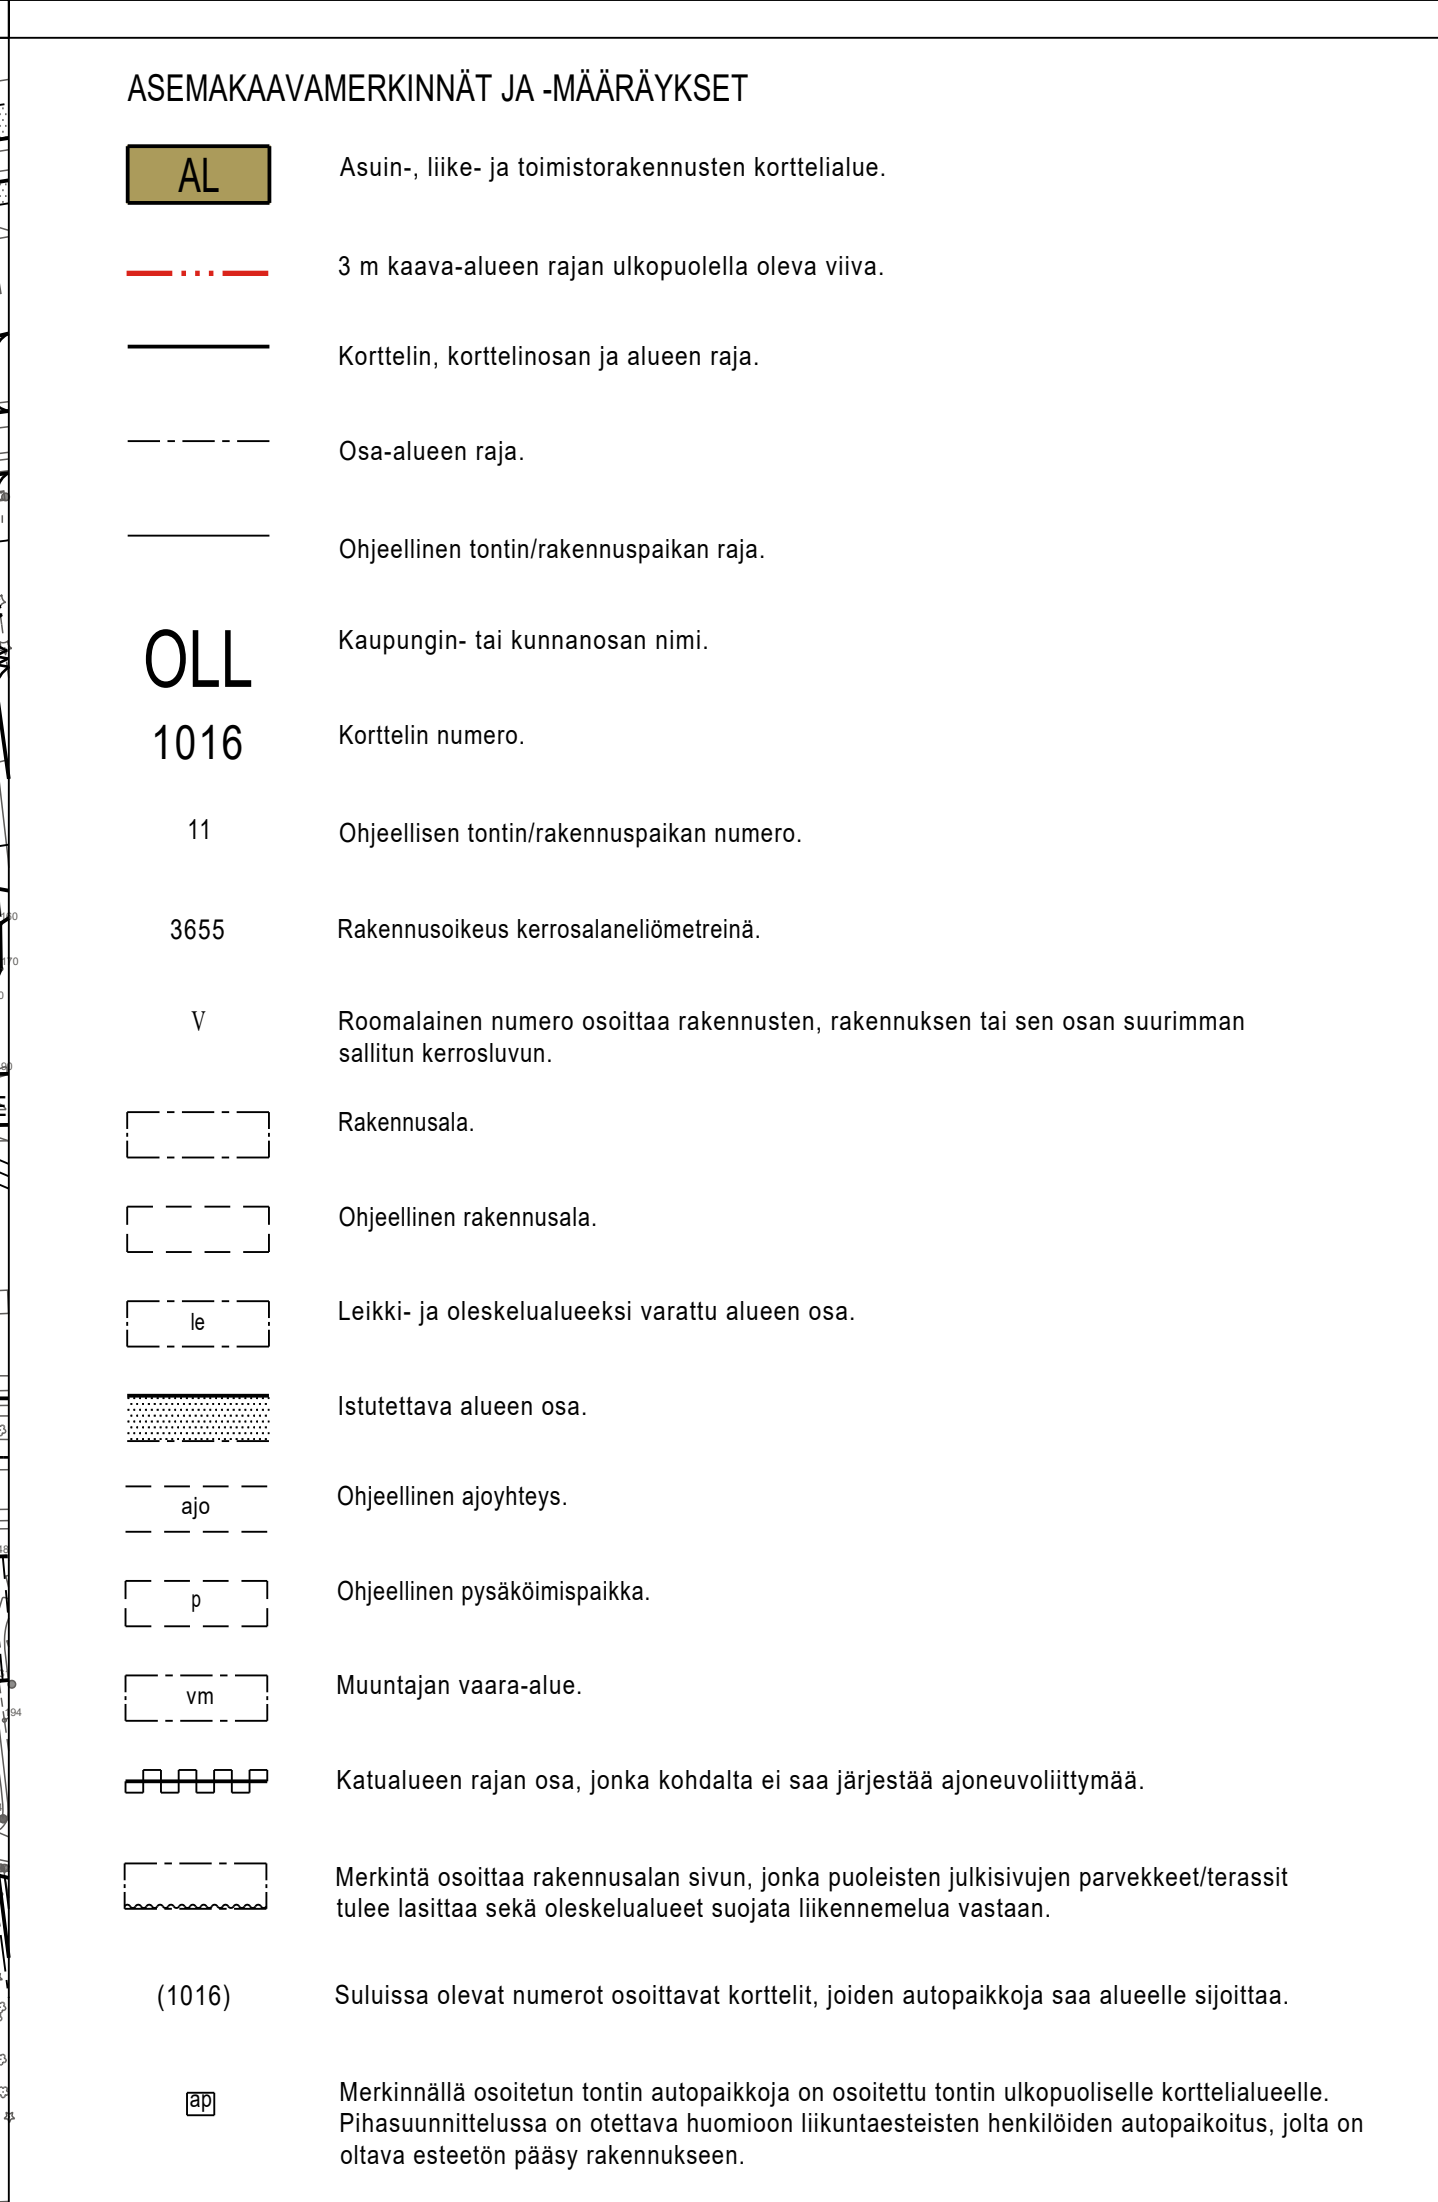 ASEMAKAAVAMERKINNÄT JA -MÄÄRÄYKSET
AL Asuin-, liike- ja toimistorakennusten korttelialue.
3 m kaava-alueen rajan ulkopuolella oleva viiva.
Korttelin, korttelinosan ja alueen raja.
Osa-alueen raja.
Ohjeellinen tontin/rakennuspaikan raja.
OLL Kaupungin- tai kunnanosan nimi.
1016 Korttelin numero.
11 Ohjeellisen tontin/rakennuspaikan numero.
3655 Rakennusoikeus kerrosalaneliömetreinä.
V Roomalainen numero osoittaa rakennusten, rakennuksen tai sen osan suurimman
sallitun kerrosluvun.
Rakennusala.
Ohjeellinen rakennusala.
le Leikki- ja oleskelualueeksi varattu alueen osa.
Istutettava alueen osa.
ajo Ohjeellinen ajoyhteys.
p Ohjeellinen pysäköimispaikka.
vm Muuntajan vaara-alue.
Katualueen rajan osa, jonka kohdalta ei saa järjestää ajoneuvoliittymää.
Merkintä osoittaa rakennusalan sivun, jonka puoleisten julkisivujen parvekkeet/terassit
tulee lasittaa sekä oleskelualueet suojata liikennemelua vastaan.
(1016) Suluissa olevat numerot osoittavat korttelit, joiden autopaikkoja saa alueelle sijoittaa.
ap Merkinnällä osoitetun tontin autopaikkoja on osoitettu tontin ulkopuoliselle korttelialueelle.
Pihasuunnittelussa on otettava huomioon liikuntaesteisten henkilöiden autopaikoitus, jolta on
oltava esteetön pääsy rakennukseen.